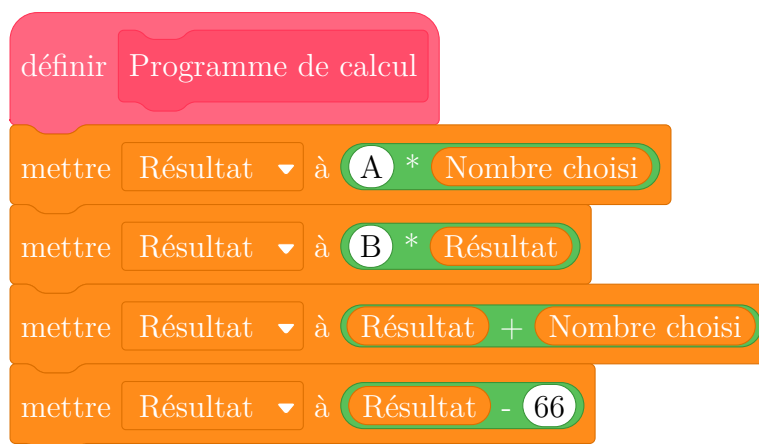 définir Programme de calcul
mettre Résultat à A * Nombre choisi
mettre Résultat à B * Résultat
mettre Résultat à Résultat + Nombre choisi
mettre Résultat à Résultat - 66